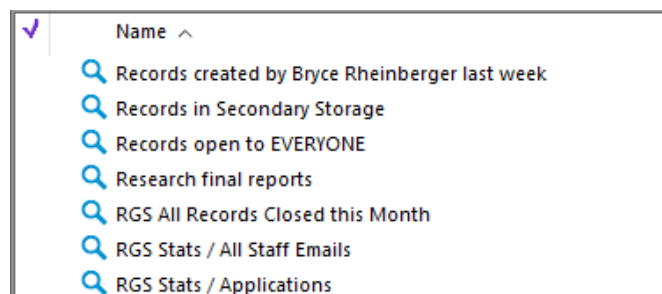 Name
Records created by Bryce Rheinberger last week
Records in Secondary Storage
Records open to EVERYONE
Research final reports
RGS All Records Closed this Month
RGS Stats / All Staff Emails
RGS Stats / Applications